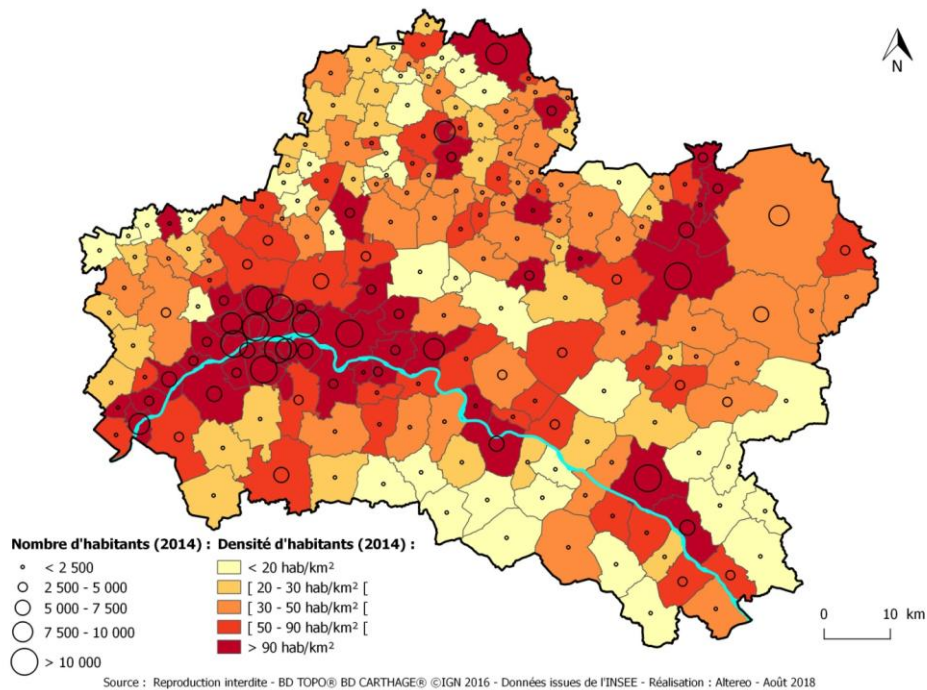 N
Nombre d'habitants (2014) :
< 2 500
2 500 - 5 000
5 000 - 7 500
7 500 - 10 000
> 10 000
Densité d'habitants (2014) :
< 20 hab/km²
[ 20 - 30 hab/km² [
[ 30 - 50 hab/km² [
[ 50 - 90 hab/km² [
> 90 hab/km²
0 10 km
Source : Reproduction interdite - BD TOPO® BD CARTHAGE® ©IGN 2016 - Données issues de l'INSEE - Réalisation : Altereo - Août 2018